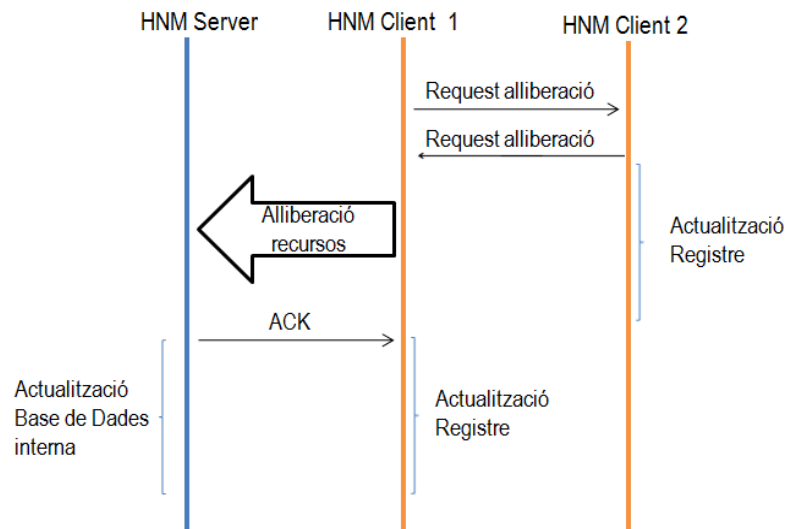 HNM Server
HNM Client 1
HNM Client 2
Request alliberació
Request alliberació
Alliberació
recursos
Actualització
Registre
ACK
Actualització
Base de Dades
interna
Actualització
Registre